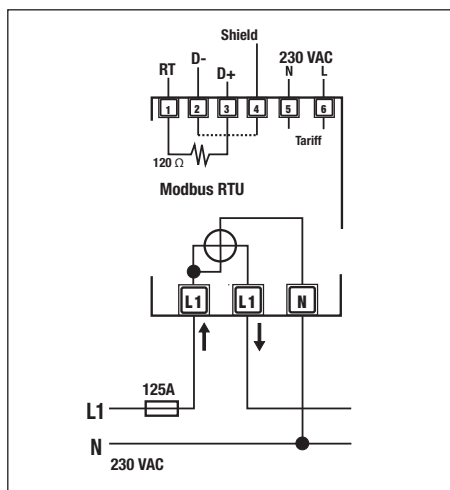 Shield
D- 230 VAC
RT D+ N L
1 2 3 4 5 6
120 Ω Tariff
Modbus RTU
L1 L1 N
125A
L1
N
230 VAC